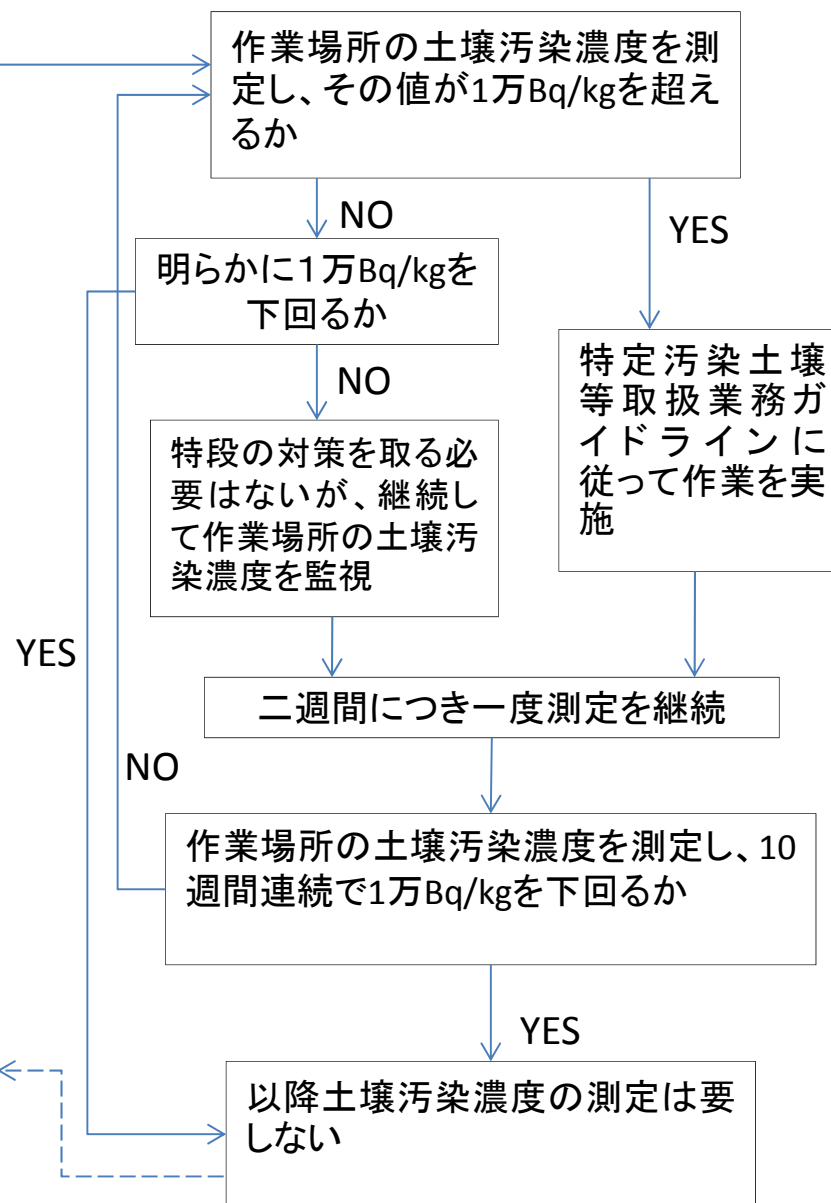 作業場所の土壌汚染濃度を測
定し、その値が1万Bq/kgを超え
るか
NO
YES
明らかに１万Bq/kgを
下回るか
NO
特定汚染土壌
等取扱業務ガ
イドラインに
従って作業を実
施
特段の対策を取る必
要はないが、継続し
て作業場所の土壌汚
染濃度を監視
YES
二週間につき一度測定を継続
NO
作業場所の土壌汚染濃度を測定し、10
週間連続で1万Bq/kgを下回るか
YES
以降土壌汚染濃度の測定は要
しない